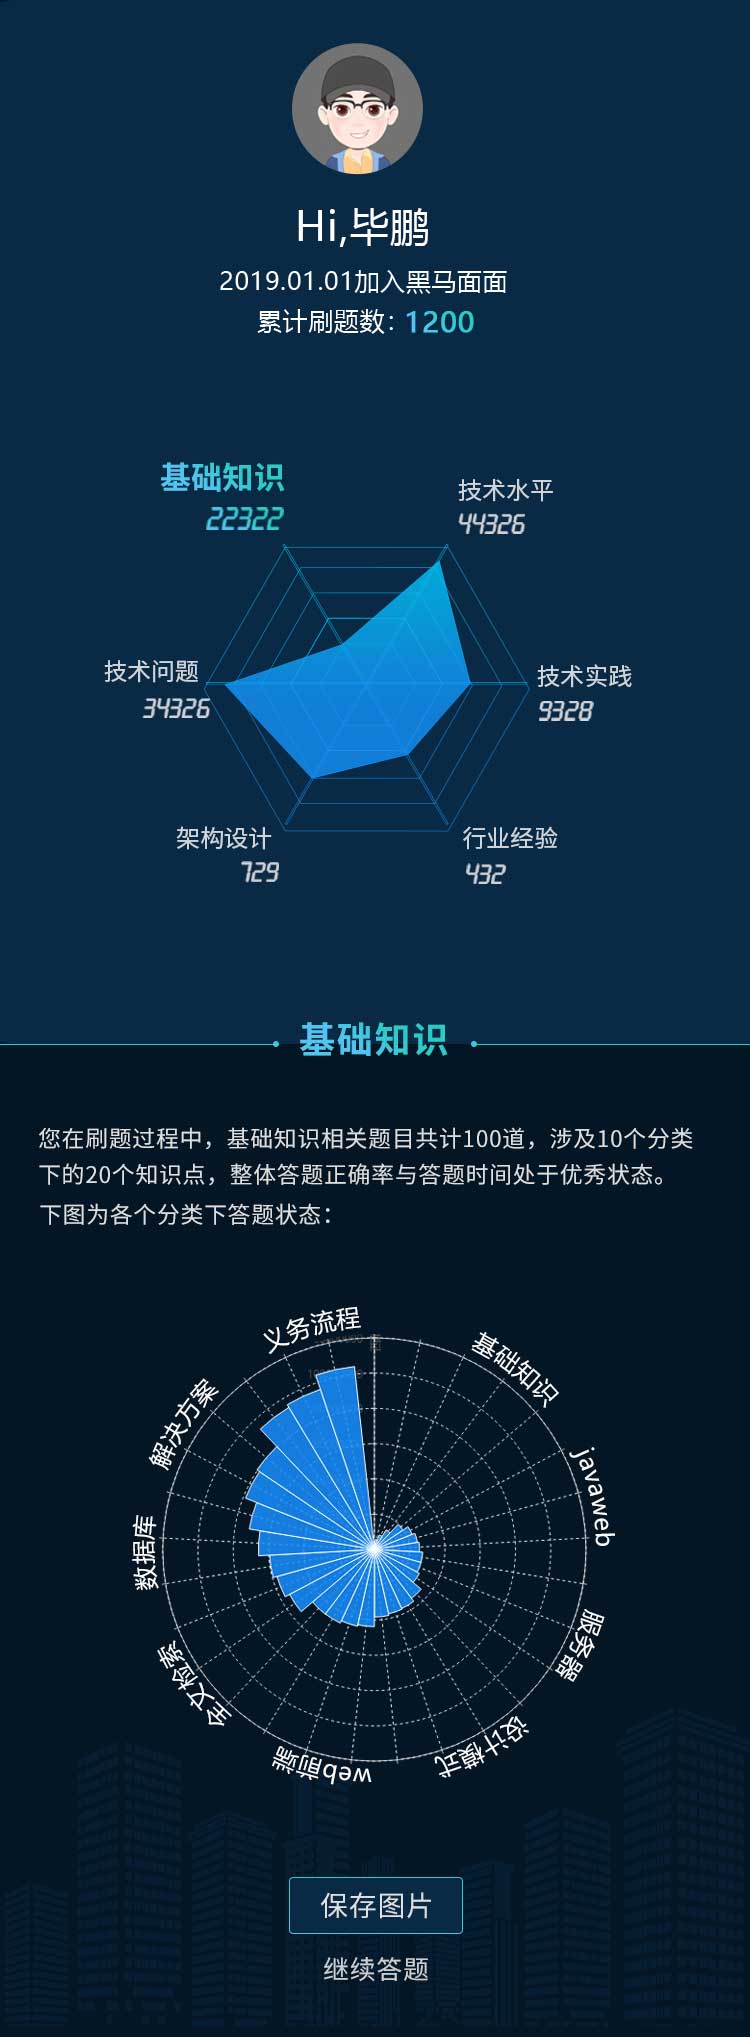 Hi,毕鹏
2019.01.01加入黑马面面
累计刷题数：1200
基础知识
22322
技术水平
44326
技术问题
34326
技术实践
9328
架构设计
729
行业经验
432
基础知识
您在刷题过程中，基础知识相关题目共计100道，涉及10个分类
下的20个知识点，整体答题正确率与答题时间处于优秀状态。
下图为各个分类下答题状态：
义务流程
基础知识
javaweb
服务器
设计模式
web前端
全文检索
数据库
解决方案
保存图片
继续答题